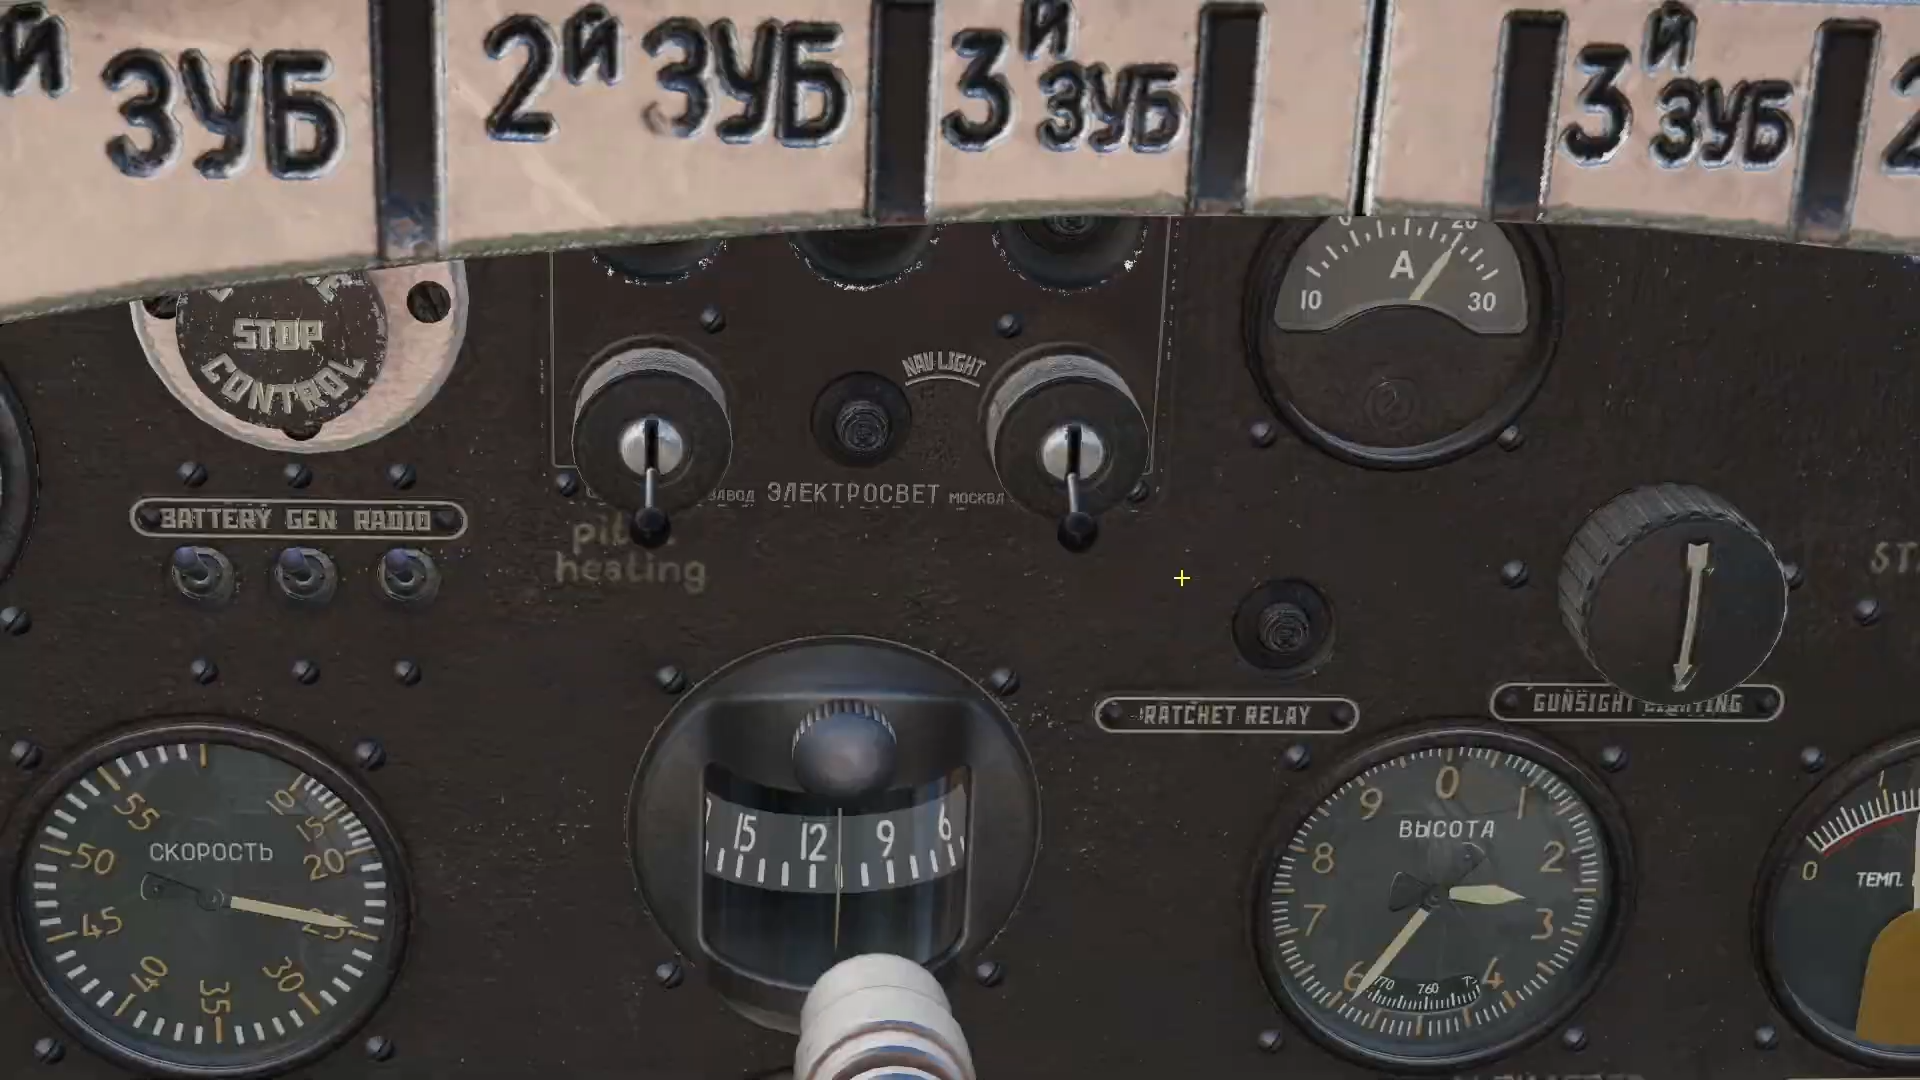 Й ЗУБ
2Й ЗУБ
3Й ЗУБ
3Й ЗУБ
2
STOP
CONTROL
NAV LIGHT
A
10
20
30
ЗАВОД ЭЛЕКТРОСВЕТ МОСКВА
BATTERY GEN RADIO
heating
RATCHET RELAY
GUNSIGHT LIGHTING
СКОРОСТЬ
10
15
20
25
30
35
40
45
50
55
15 12 9 6
ВЫСОТА
0
1
2
3
4
6
7
8
9
770 760
0
ТЕМП.